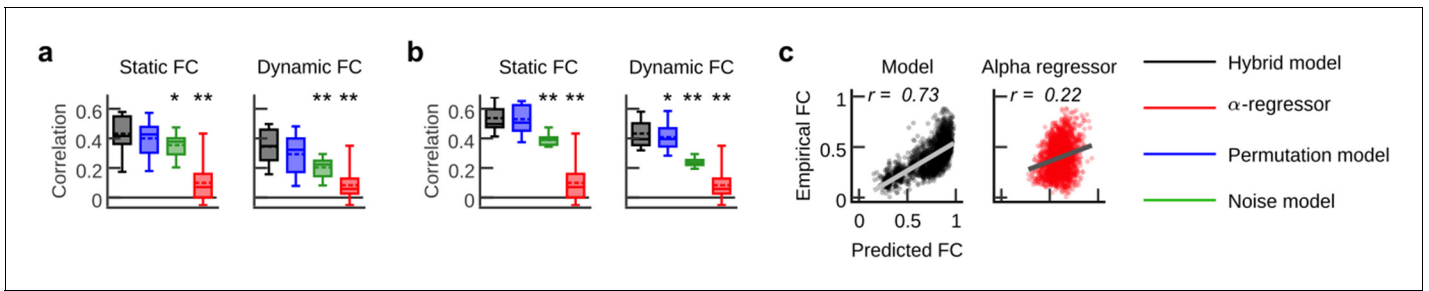 a
Static FC
Dynamic FC
Correlation
0.6
0.4
0.2
0
* **
** **
b
Static FC
Dynamic FC
Correlation
0.6
0.4
0.2
0
** **
* ** **
c
Model
Alpha regressor
r = 0.73
r = 0.22
Empirical FC
1
0.5
0
0 0.5 1
Predicted FC
Hybrid model
α-regressor
Permutation model
Noise model